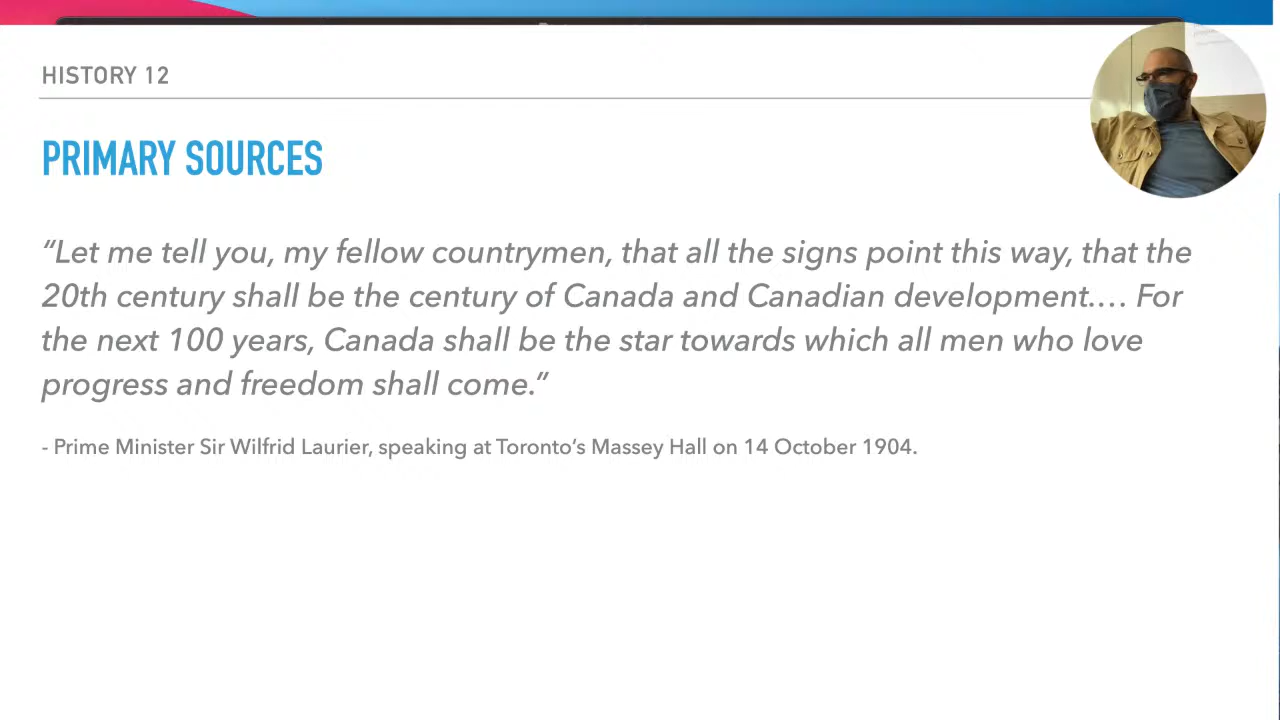 HISTORY 12
PRIMARY SOURCES
“Let me tell you, my fellow countrymen, that all the signs point this way, that the
20th century shall be the century of Canada and Canadian development.… For
the next 100 years, Canada shall be the star towards which all men who love
progress and freedom shall come.”
- Prime Minister Sir Wilfrid Laurier, speaking at Toronto’s Massey Hall on 14 October 1904.